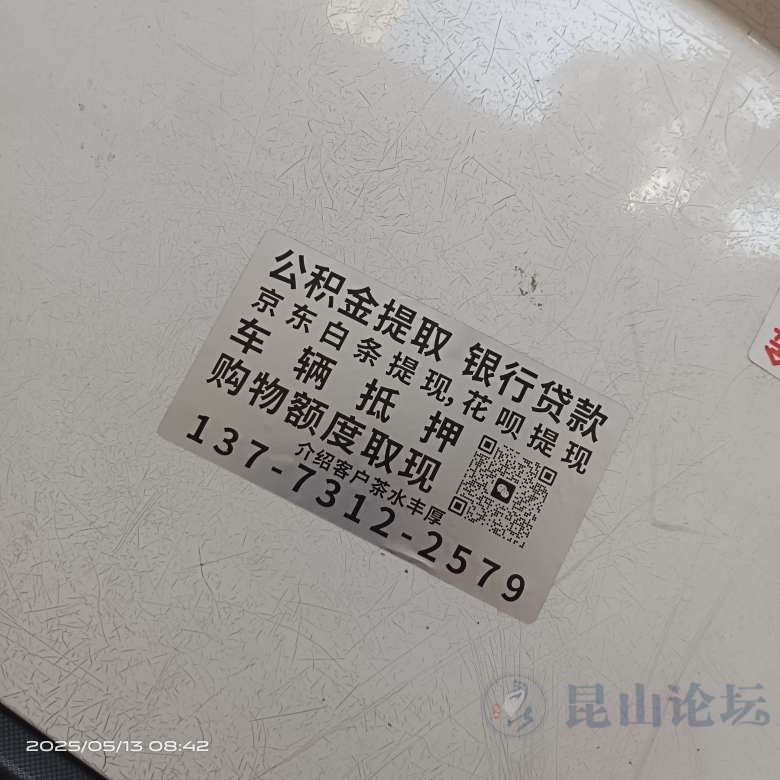 公积金提取 银行贷款
京东白条提现,花呗提现
车辆抵押
购物额度取现
介绍客户茶水丰厚
137-7312-2579
昆山论坛
2025/05/13 08:42